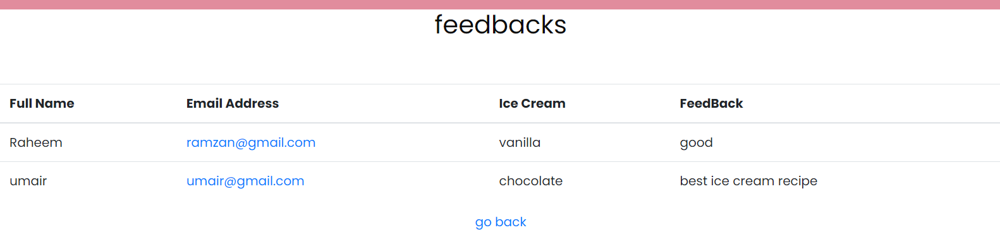 feedbacks
Full Name Email Address Ice Cream FeedBack
Raheem ramzan@gmail.com vanilla good
umair umair@gmail.com chocolate best ice cream recipe
go back